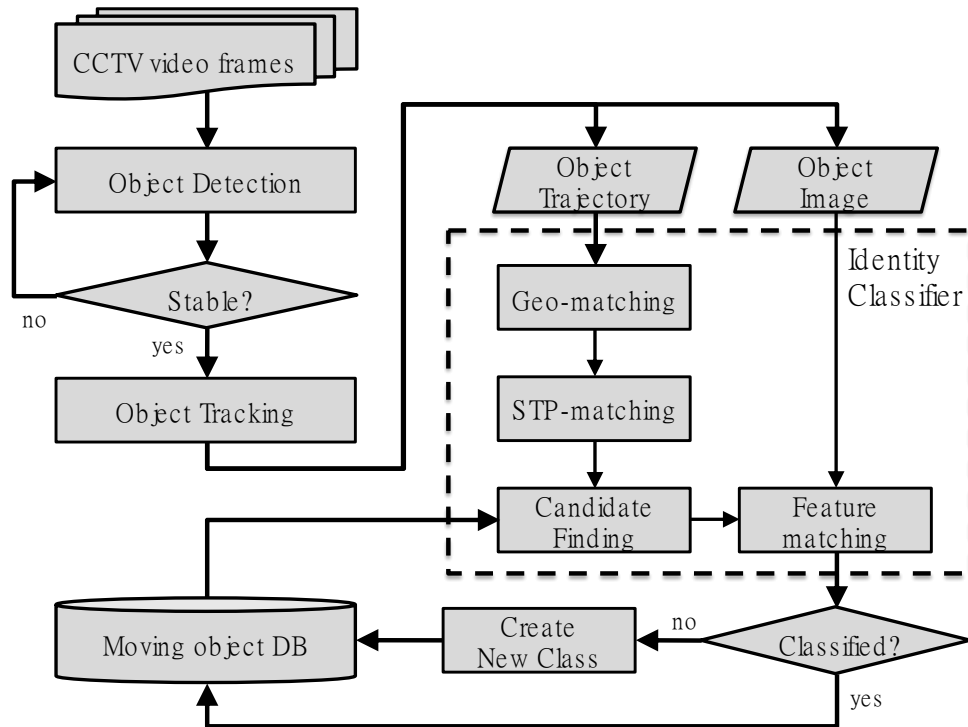 CCTV video frames
Object Detection
Stable?
no
yes
Object Tracking
Object
Trajectory
Object
Image
Identity
Classifier
Geo-matching
STP-matching
Candidate
Finding
Feature
matching
Classified?
no
yes
Create
New Class
Moving object DB